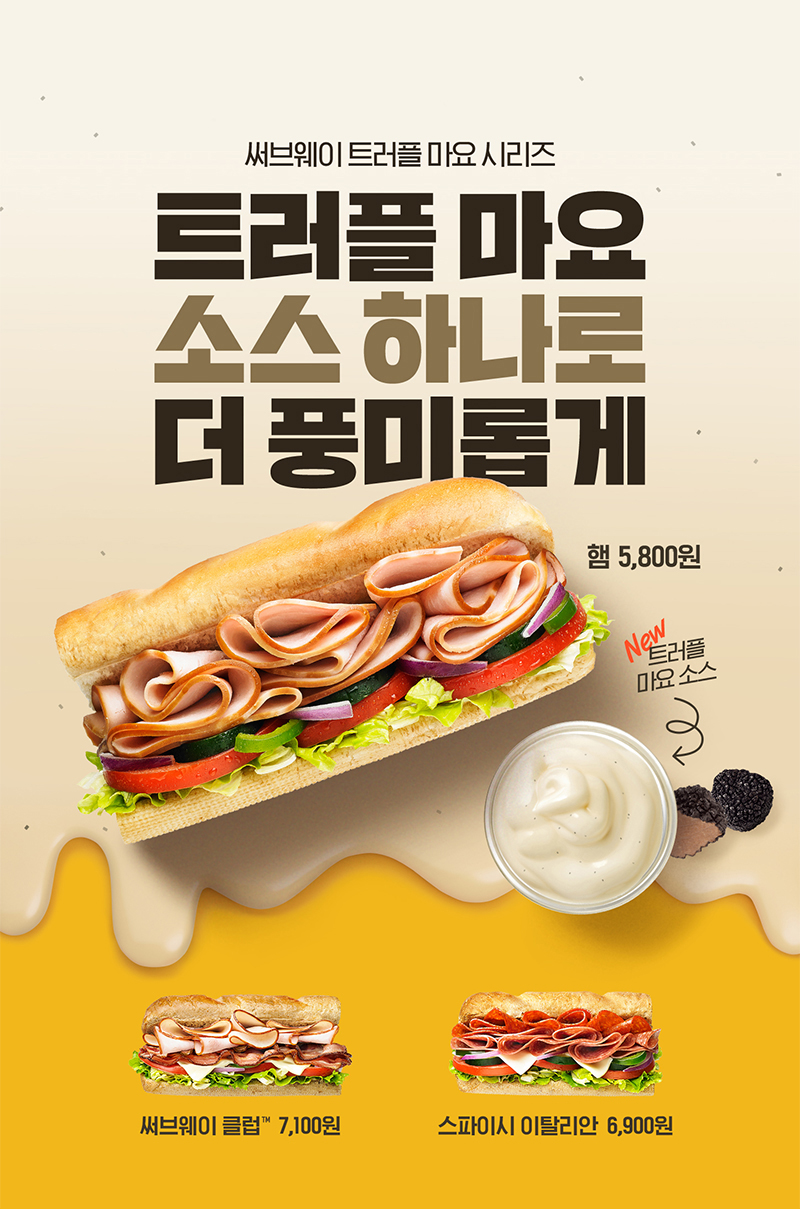 써브웨이 트러플 마요 시리즈
트러플 마요
소스 하나로
더 풍미롭게
햄 5,800원
New
트러플
마요 소스
써브웨이 클럽™ 7,100원
스파이시 이탈리안 6,900원